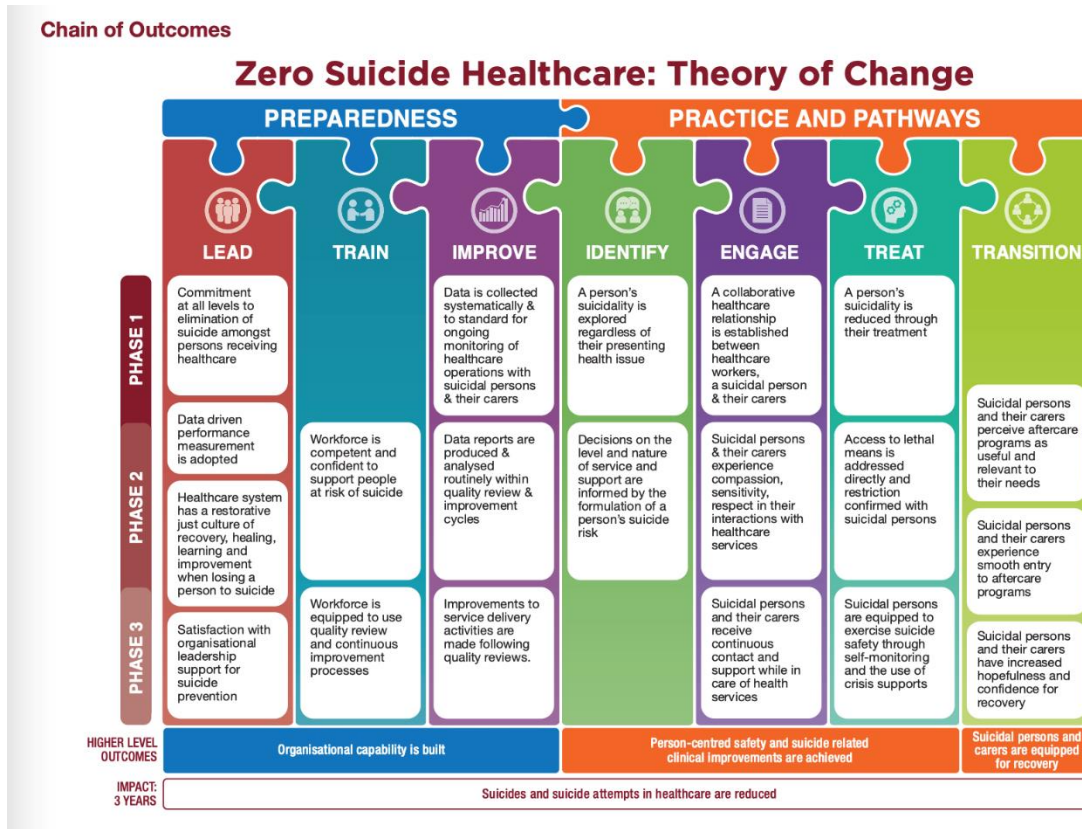 Chain of Outcomes
Zero Suicide Healthcare: Theory of Change
PREPAREDNESS
PRACTICE AND PATHWAYS
LEAD
TRAIN
IMPROVE
IDENTIFY
ENGAGE
TREAT
TRANSITION
PHASE 1
PHASE 2
PHASE 3
Commitment
at all levels to
elimination of
suicide amongst
persons receiving
healthcare
Data driven
performance
measurement
is adopted
Healthcare system
has a restorative
just culture of
recovery, healing,
learning and
improvement
when losing a
person to suicide
Satisfaction with
organisational
leadership
support for
suicide
prevention
Workforce is
competent and
confident to
support people
at risk of suicide
Workforce is
equipped to use
quality review
and continuous
improvement
processes
Data is collected
systematically &
to standard for
ongoing
monitoring of
healthcare
operations with
suicidal persons
& their carers
Data reports are
produced &
analysed
routinely within
quality review &
improvement
cycles
Improvements to
service delivery
activities are
made following
quality reviews.
A person's
suicidality is
explored
regardless of
their presenting
health issue
Decisions on the
level and nature
of service and
support are
informed by the
formulation of a
person's suicide
risk
A collaborative
healthcare
relationship
is established
between
healthcare
workers,
a suicidal person
& their carers
Suicidal persons
& their carers
experience
compassion,
sensitivity,
respect in their
interactions with
healthcare
services
Suicidal persons
and their carers
receive
continuous
contact and
support while in
care of health
services
A person's
suicidality is
reduced through
their treatment
Access to lethal
means is
addressed
directly and
restriction
confirmed with
suicidal persons
Suicidal persons
are equipped to
exercise suicide
safety through
self-monitoring
and the use of
crisis supports
Suicidal persons
and their carers
perceive aftercare
programs as
useful and
relevant to
their needs
Suicidal persons
and their carers
experience
smooth entry
to aftercare
programs
Suicidal persons
and their carers
have increased
hopefulness and
confidence for
recovery
HIGHER LEVEL
OUTCOMES
Organisational capability is built
Person-centred safety and suicide related
clinical improvements are achieved
Suicidal persons and
carers are equipped
for recovery
IMPACT:
3 YEARS
Suicides and suicide attempts in healthcare are reduced